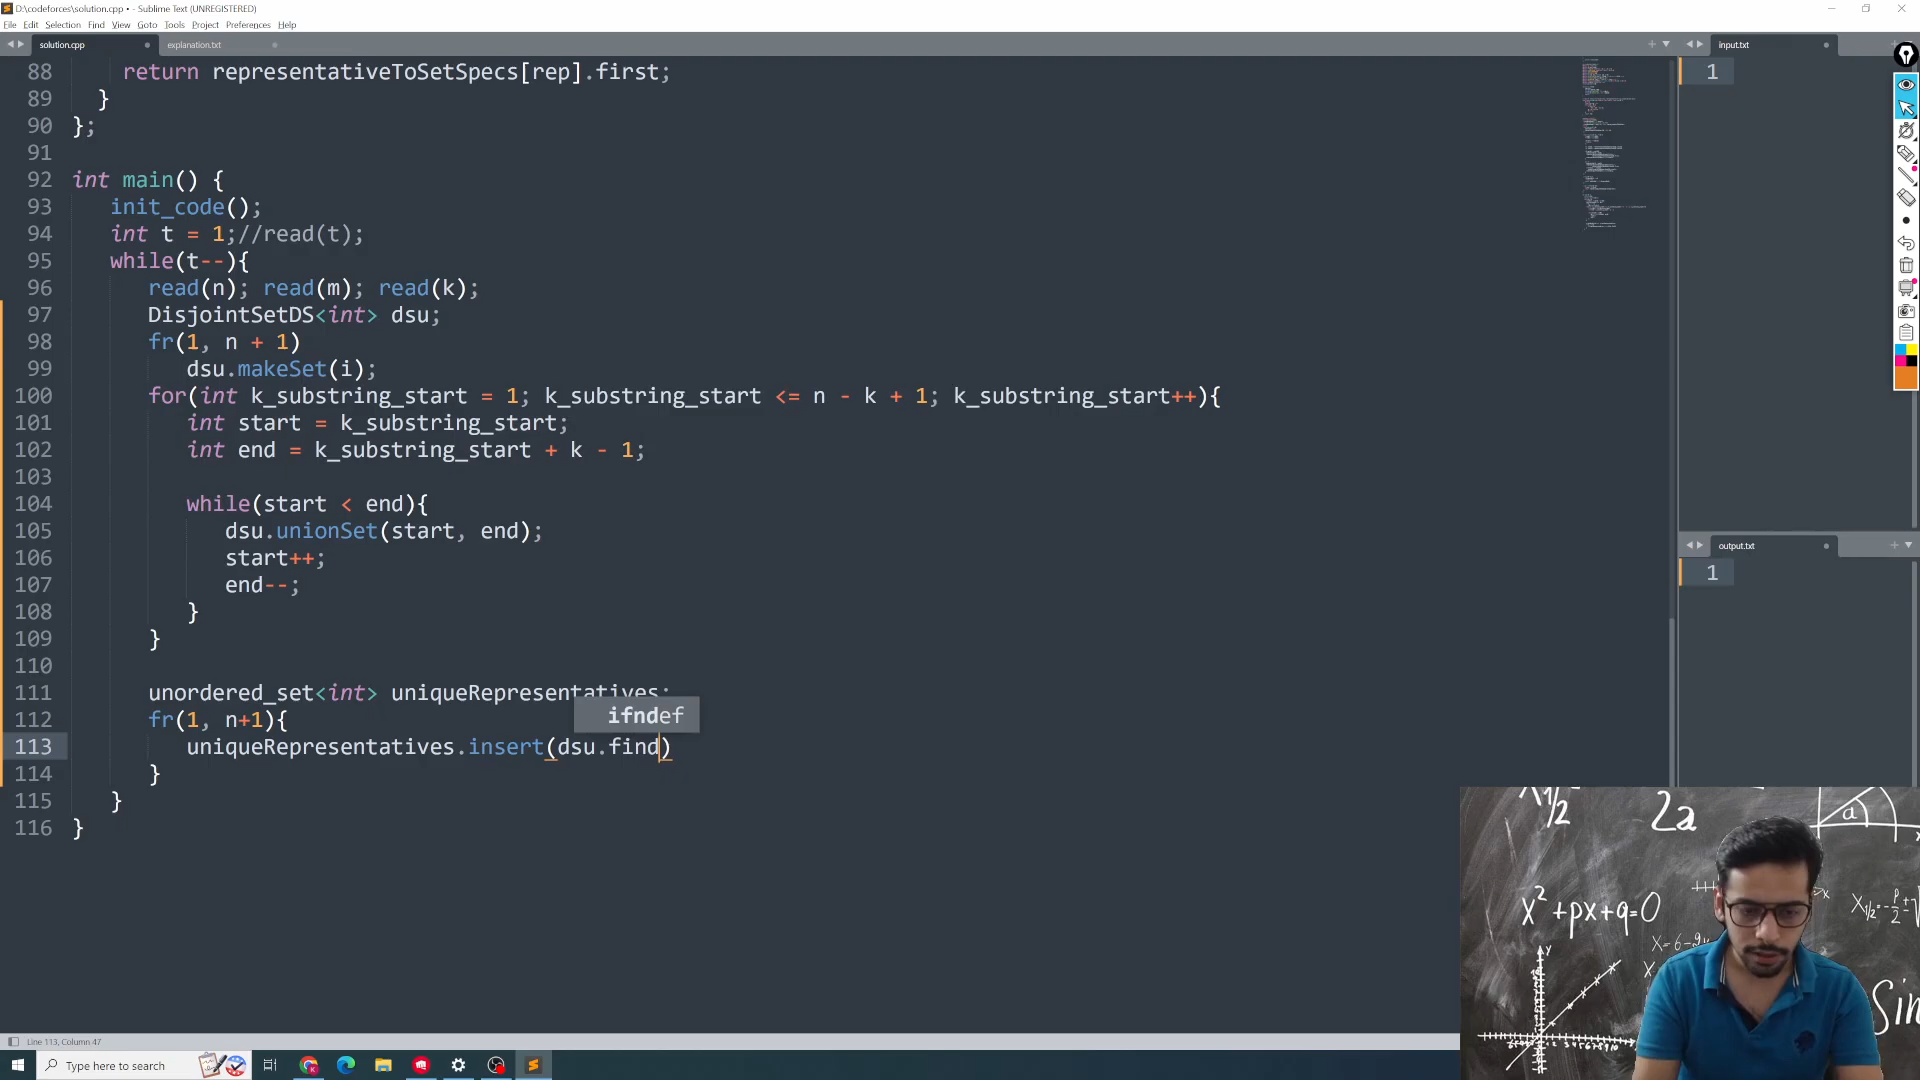 D:\codeforces\solution.cpp • - Sublime Text (UNREGISTERED)
File Edit Selection Find View Goto Tools Project Preferences Help
solution.cpp
explanation.txt
input.txt
88 return representativeToSetSpecs[rep].first;
89 }
90 };
91
92 int main() {
93 init_code();
94 int t = 1;//read(t);
95 while(t--){
96 read(n); read(m); read(k);
97 DisjointSetDS<int> dsu;
98 fr(1, n + 1)
99 dsu.makeSet(i);
100 for(int k_substring_start = 1; k_substring_start <= n - k + 1; k_substring_start++){
101 int start = k_substring_start;
102 int end = k_substring_start + k - 1;
103
104 while(start < end){
105 dsu.unionSet(start, end);
106 start++;
107 end--;
108 }
109 }
110
111 unordered_set<int> uniqueRepresentatives;
112 fr(1, n+1){
ifndef
113 uniqueRepresentatives.insert(dsu.find)
114 }
115 }
116 }
1
output.txt
1
Line 113, Column 47
Type here to search
2a
a
x² + px + q = 0
Sin